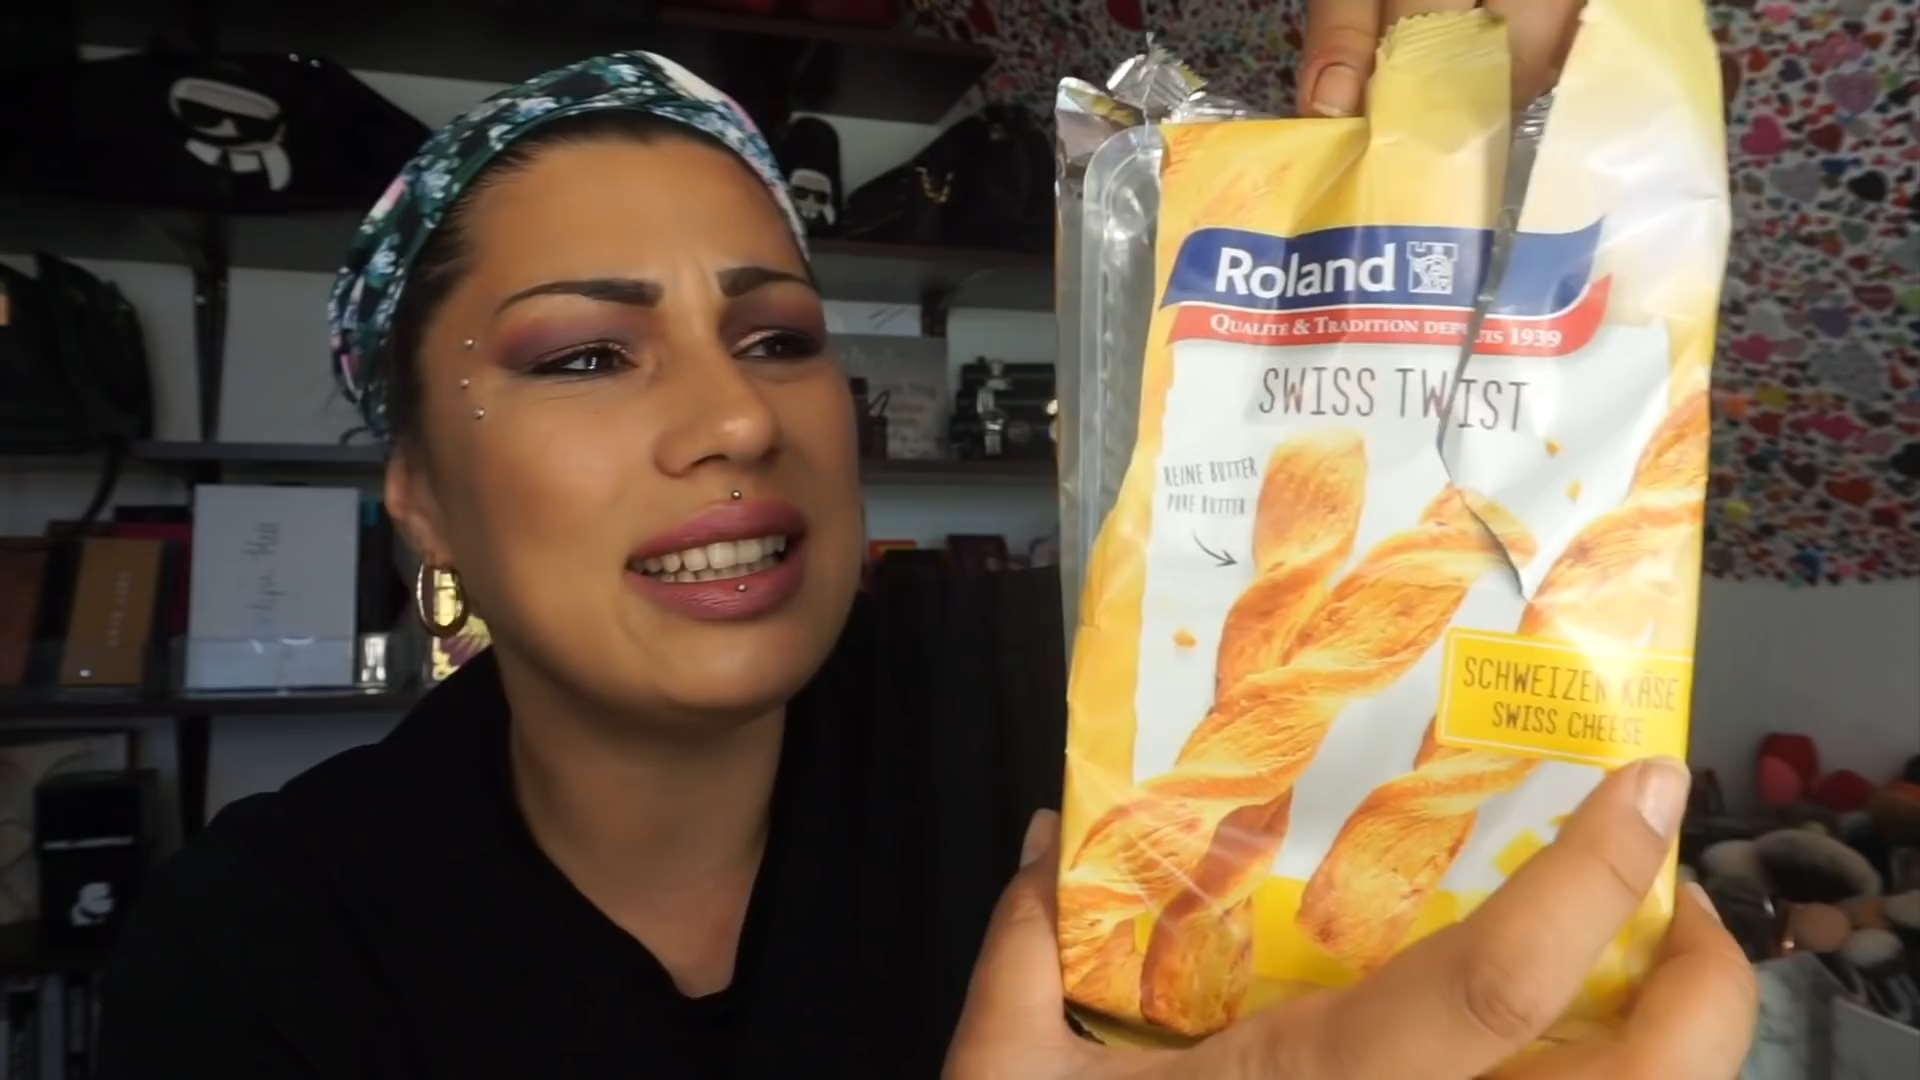 Roland
QUALITE & TRADITION DEPUIS 1939
SWISS TWIST
REINE BUTTER
PURE BUTTER
SCHWEIZER KÄSE
SWISS CHEESE